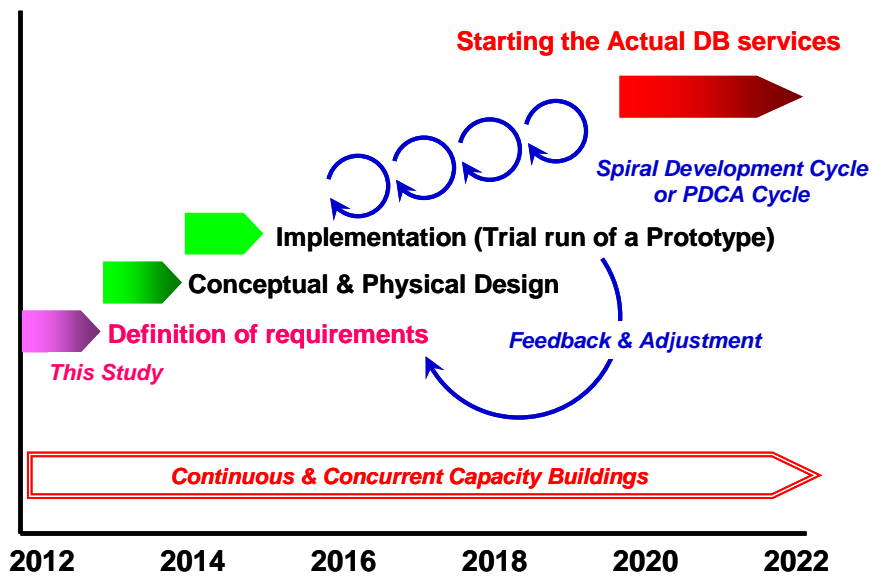 Starting the Actual DB services
Spiral Development Cycle
or PDCA Cycle
Implementation (Trial run of a Prototype)
Conceptual & Physical Design
Definition of requirements
Feedback & Adjustment
This Study
Continuous & Concurrent Capacity Buildings
2012 2014 2016 2018 2020 2022